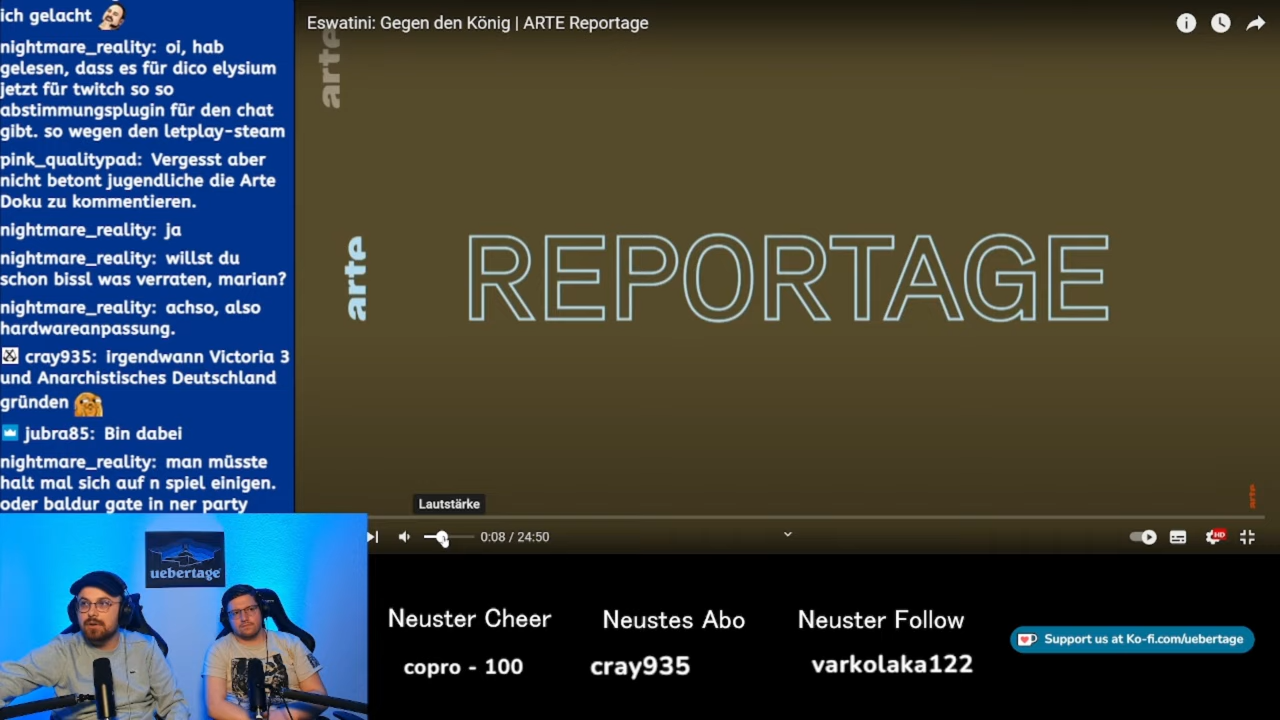 ich gelacht
nightmare_reality: oi, hab
gelesen, dass es für dico elysium
jetzt für twitch so so
abstimmungsplugin für den chat
gibt. so wegen den letplay-steam
pink_qualitypad: Vergesst aber
nicht betont jugendliche die Arte
Doku zu kommentieren.
nightmare_reality: ja
nightmare_reality: willst du
schon bissl was verraten, marian?
nightmare_reality: achso, also
hardwareanpassung.
cray935: irgendwann Victoria 3
und Anarchistisches Deutschland
gründen
jubra85: Bin dabei
nightmare_reality: man müsste
halt mal sich auf n spiel einigen.
oder baldur gate in ner party
Eswatini: Gegen den König | ARTE Reportage
arte
arte
REPORTAGE
arte
Lautstärke
0:08 / 24:50
HD
uebertage
Neuster Cheer
copro - 100
Neustes Abo
cray935
Neuster Follow
varkolaka122
Support us at Ko-fi.com/uebertage